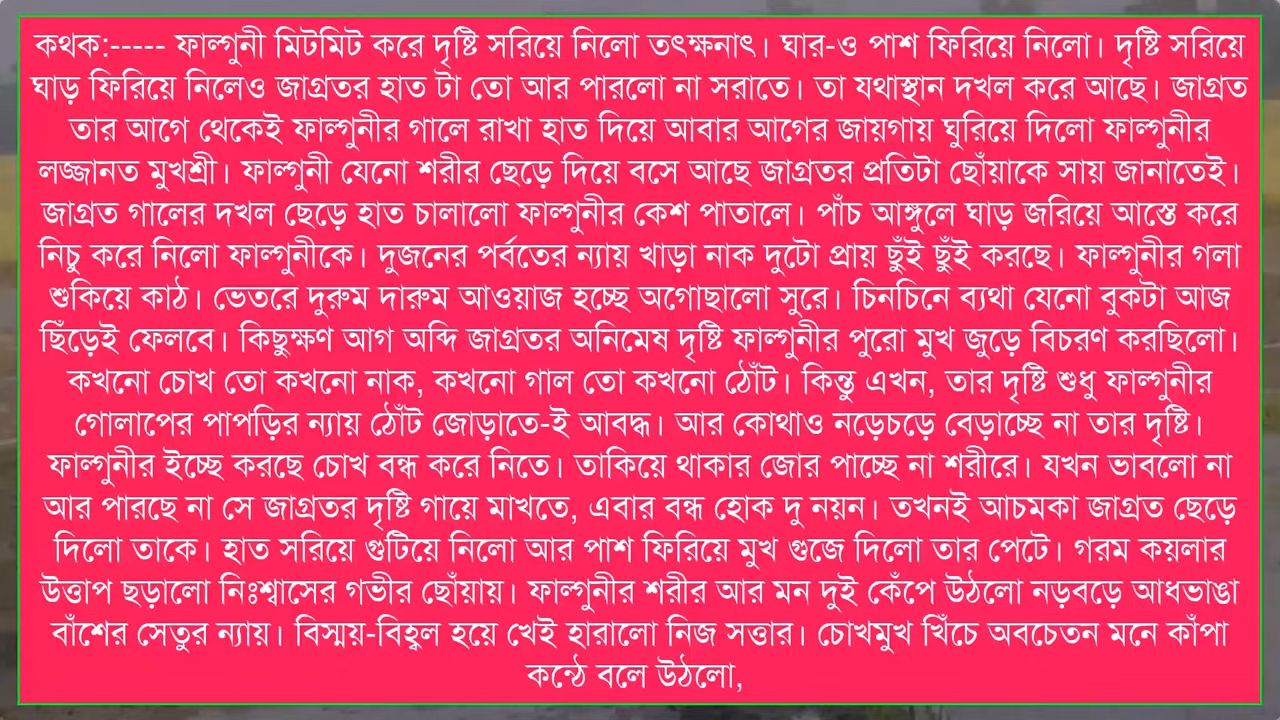 কথক:----- ফাল্গুনী মিটমিট করে দৃষ্টি সরিয়ে নিলো তৎক্ষনাৎ। ঘার-ও পাশ ফিরিয়ে নিলো। দৃষ্টি সরিয়ে
ঘাড় ফিরিয়ে নিলেও জাগ্রতর হাত টা তো আর পারলো না সরাতে। তা যথাস্থান দখল করে আছে। জাগ্রত
তার আগে থেকেই ফাল্গুনীর গালে রাখা হাত দিয়ে আবার আগের জায়গায় ঘুরিয়ে দিলো ফাল্গুনীর
লজ্জানত মুখশ্রী। ফাল্গুনী যেনো শরীর ছেড়ে দিয়ে বসে আছে জাগ্রতর প্রতিটা ছোঁয়াকে সায় জানাতেই।
জাগ্রত গালের দখল ছেড়ে হাত চালালো ফাল্গুনীর কেশ পাতালে। পাঁচ আঙ্গুলে ঘাড় জরিয়ে আস্তে করে
নিচু করে নিলো ফাল্গুনীকে। দুজনের পর্বতের ন্যায় খাড়া নাক দুটো প্রায় ছুঁই ছুঁই করছে। ফাল্গুনীর গলা
শুকিয়ে কাঠ। ভেতরে দুরুম দারুম আওয়াজ হচ্ছে অগোছালো সুরে। চিনচিনে ব্যথা যেনো বুকটা আজ
ছিঁড়েই ফেলবে। কিছুক্ষণ আগ অব্দি জাগ্রতর অনিমেষ দৃষ্টি ফাল্গুনীর পুরো মুখ জুড়ে বিচরণ করছিলো।
কখনো চোখ তো কখনো নাক, কখনো গাল তো কখনো ঠোঁট। কিন্তু এখন, তার দৃষ্টি শুধু ফাল্গুনীর
গোলাপের পাপড়ির ন্যায় ঠোঁট জোড়াতে-ই আবদ্ধ। আর কোথাও নড়েচড়ে বেড়াচ্ছে না তার দৃষ্টি।
ফাল্গুনীর ইচ্ছে করছে চোখ বন্ধ করে নিতে। তাকিয়ে থাকার জোর পাচ্ছে না শরীরে। যখন ভাবলো না
আর পারছে না সে জাগ্রতর দৃষ্টি গায়ে মাখতে, এবার বন্ধ হোক দু নয়ন। তখনই আচমকা জাগ্রত ছেড়ে
দিলো তাকে। হাত সরিয়ে গুটিয়ে নিলো আর পাশ ফিরিয়ে মুখ গুজে দিলো তার পেটে। গরম কয়লার
উত্তাপ ছড়ালো নিঃশ্বাসের গভীর ছোঁয়ায়। ফাল্গুনীর শরীর আর মন দুই কেঁপে উঠলো নড়বড়ে আধভাঙা
বাঁশের সেতুর ন্যায়। বিস্ময়-বিহ্বল হয়ে খেই হারালো নিজ সত্তার। চোখমুখ খিঁচে অবচেতন মনে কাঁপা
কন্ঠে বলে উঠলো,